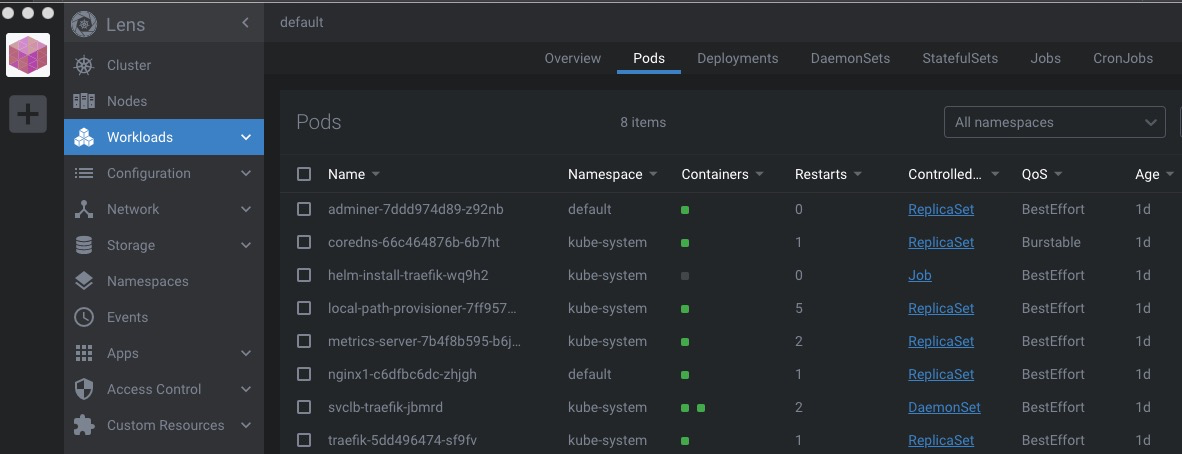 Lens
default
Cluster
Nodes
Workloads
Configuration
Network
Storage
Namespaces
Events
Apps
Access Control
Custom Resources
Overview Pods Deployments DaemonSets StatefulSets Jobs CronJobs
Pods 8 items All namespaces
Name Namespace Containers Restarts Controlled... QoS Age
adminer-7ddd974d89-z92nb default 0 ReplicaSet BestEffort 1d
coredns-66c464876b-6b7ht kube-system 1 ReplicaSet Burstable 1d
helm-install-traefik-wq9h2 kube-system 0 Job BestEffort 1d
local-path-provisioner-7ff957... kube-system 5 ReplicaSet BestEffort 1d
metrics-server-7b4f8b595-b6j... kube-system 2 ReplicaSet BestEffort 1d
nginx1-c6dfbc6dc-zhjgh default 1 ReplicaSet BestEffort 1d
svclb-traefik-jbmrd kube-system 2 DaemonSet BestEffort 1d
traefik-5dd496474-sf9fv kube-system 1 ReplicaSet BestEffort 1d